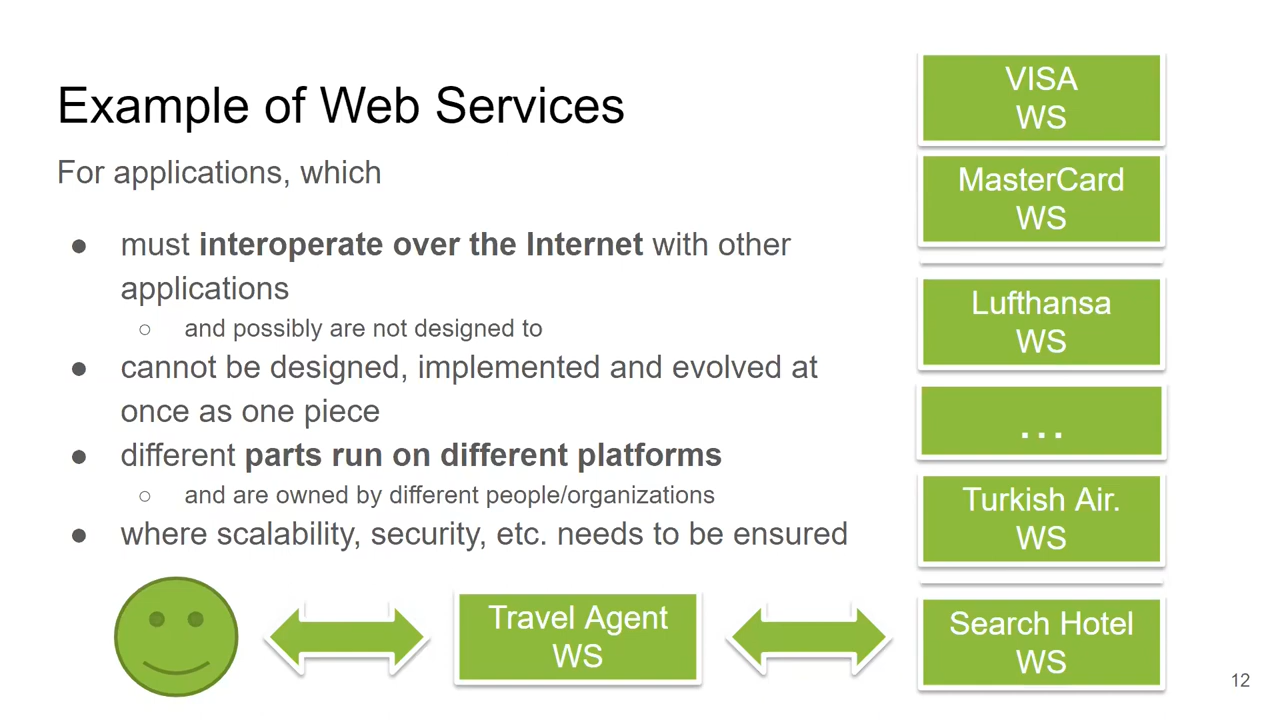 Example of Web Services
For applications, which
● must interoperate over the Internet with other
applications
○ and possibly are not designed to
● cannot be designed, implemented and evolved at
once as one piece
● different parts run on different platforms
○ and are owned by different people/organizations
● where scalability, security, etc. needs to be ensured
Travel Agent
WS
VISA
WS
MasterCard
WS
Lufthansa
WS
...
Turkish Air.
WS
Search Hotel
WS
12